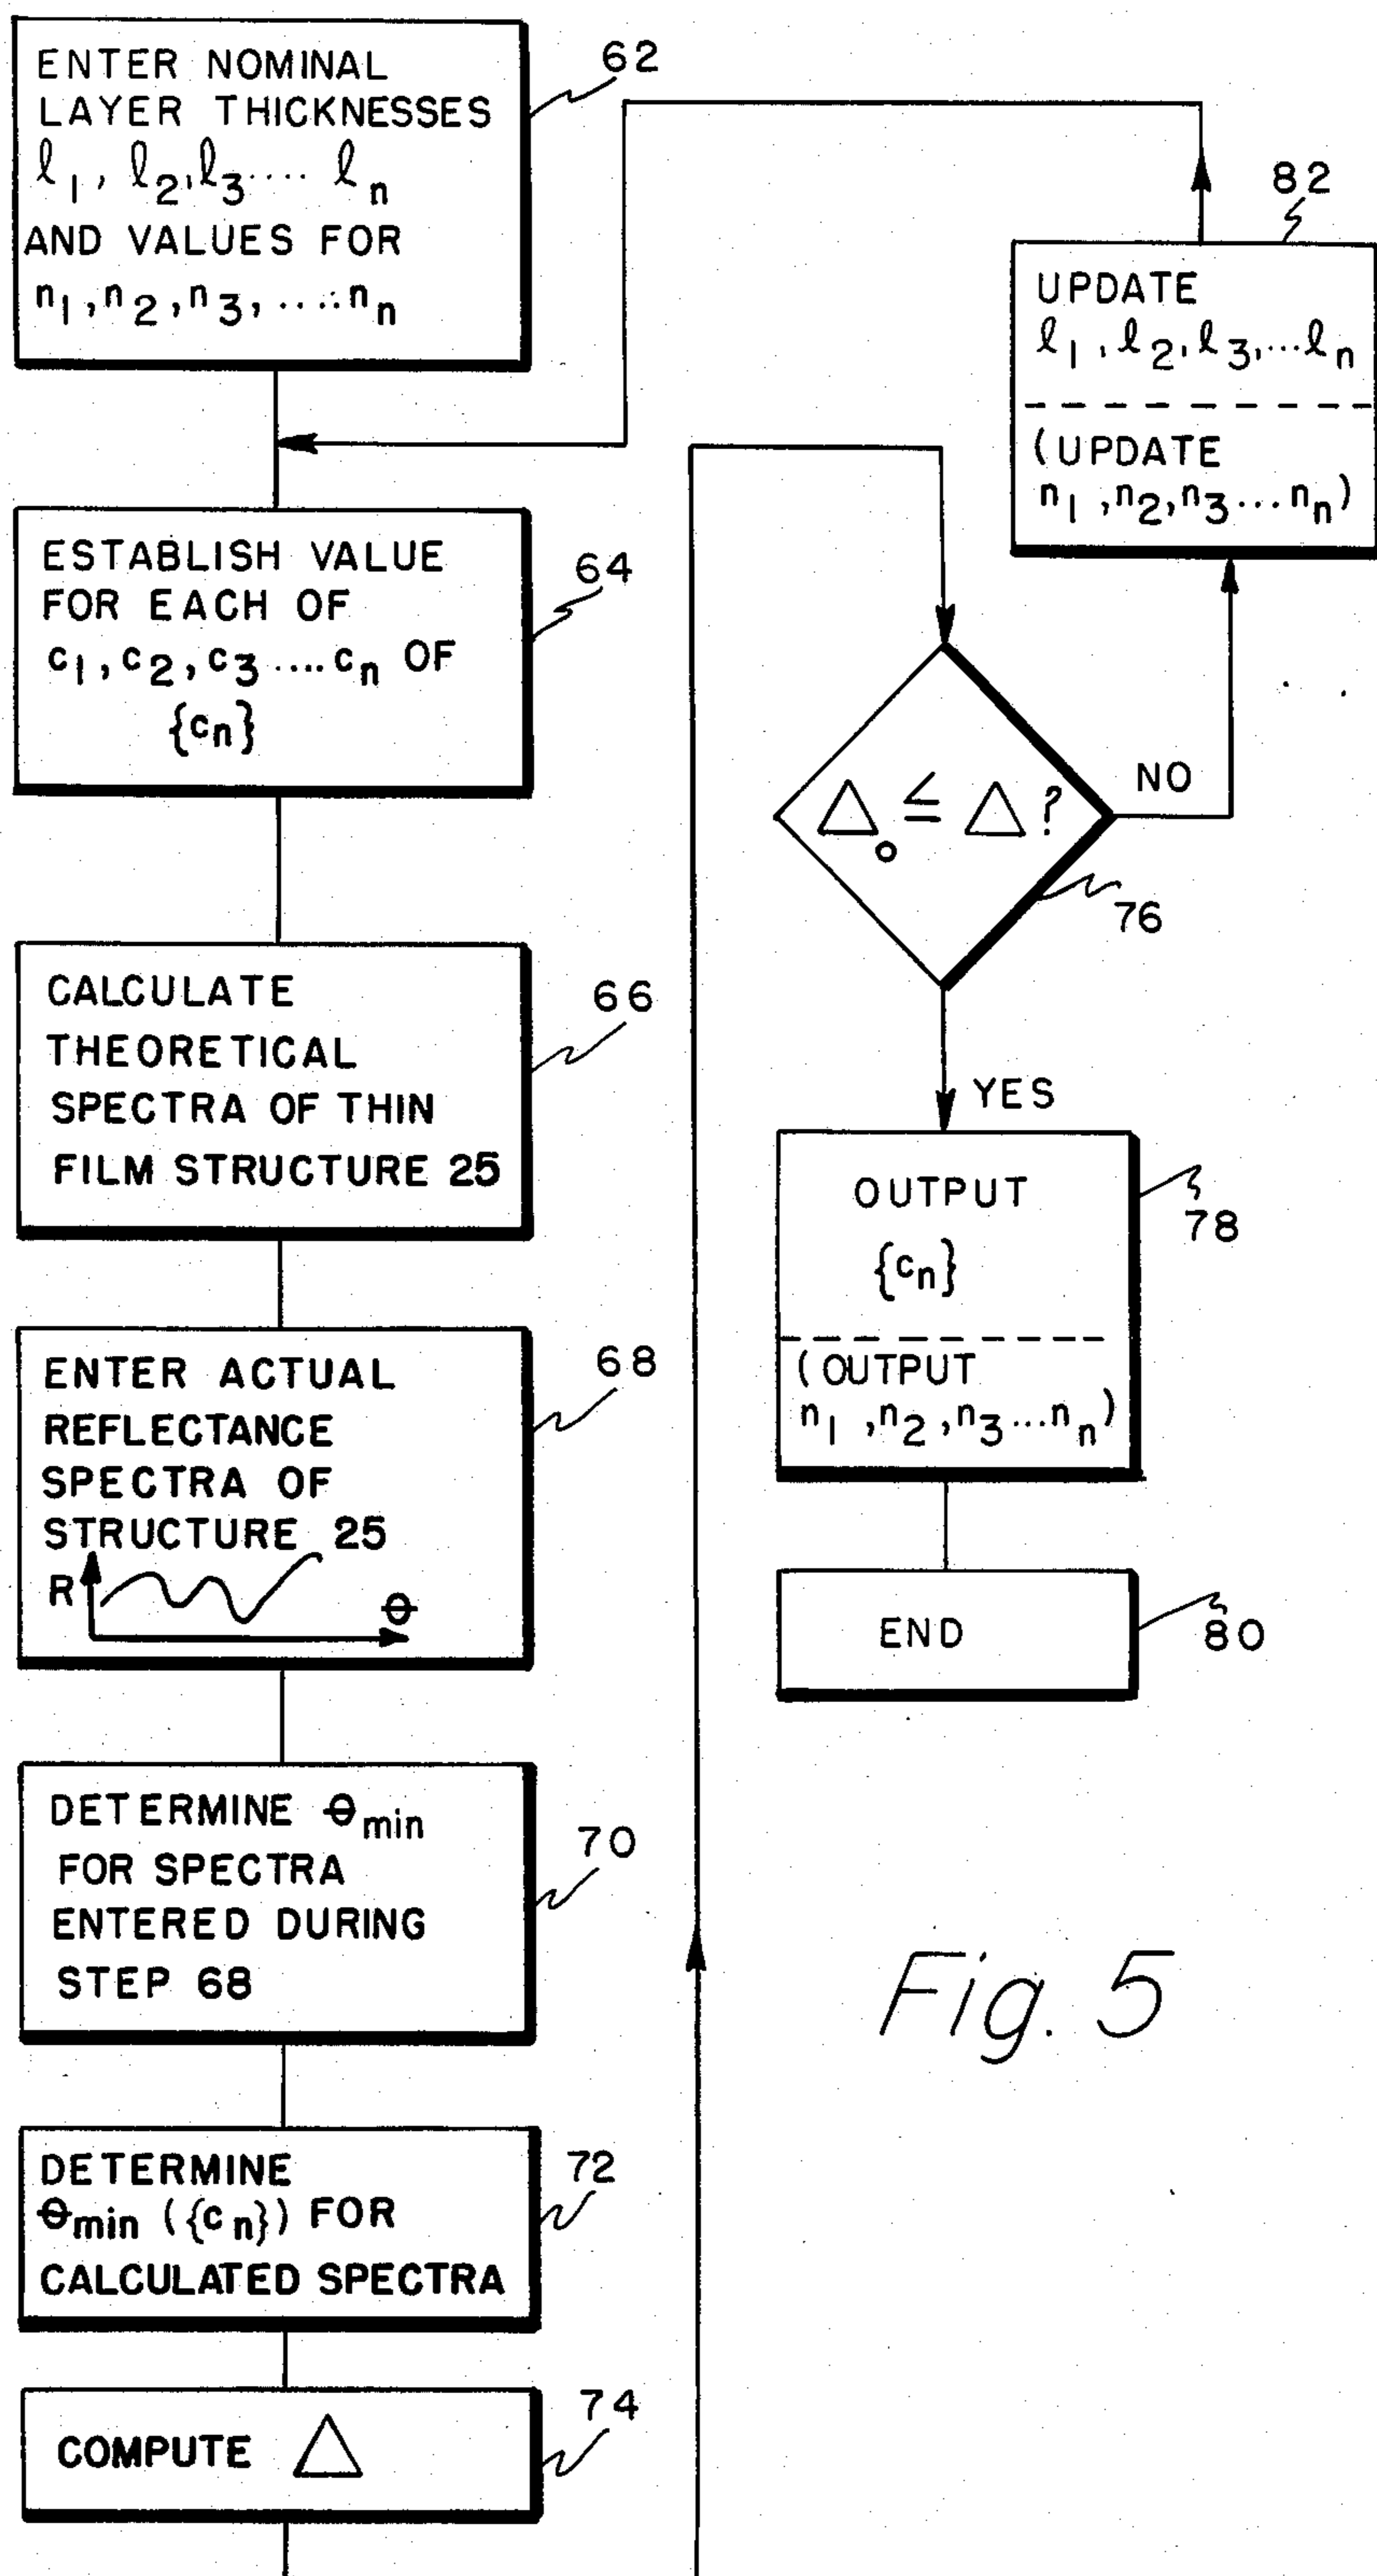 ENTER NOMINAL
LAYER THICKNESSES
ℓ1, ℓ2, ℓ3.... ℓn
AND VALUES FOR
n1, n2, n3, ....nn
62
ESTABLISH VALUE
FOR EACH OF
c1, c2, c3 .... cn OF
{cn}
64
CALCULATE
THEORETICAL
SPECTRA OF THIN
FILM STRUCTURE 25
66
ENTER ACTUAL
REFLECTANCE
SPECTRA OF
STRUCTURE 25
R
θ
68
DETERMINE θmin
FOR SPECTRA
ENTERED DURING
STEP 68
70
DETERMINE
θmin ({cn}) FOR
CALCULATED SPECTRA
72
COMPUTE △
74
△o ≤ △ ?
76
NO
YES
UPDATE
ℓ1, ℓ2, ℓ3, ...ℓn
(UPDATE
n1, n2, n3...nn)
82
OUTPUT
{cn}
(OUTPUT
n1, n2, n3...nn)
78
END
80
Fig. 5